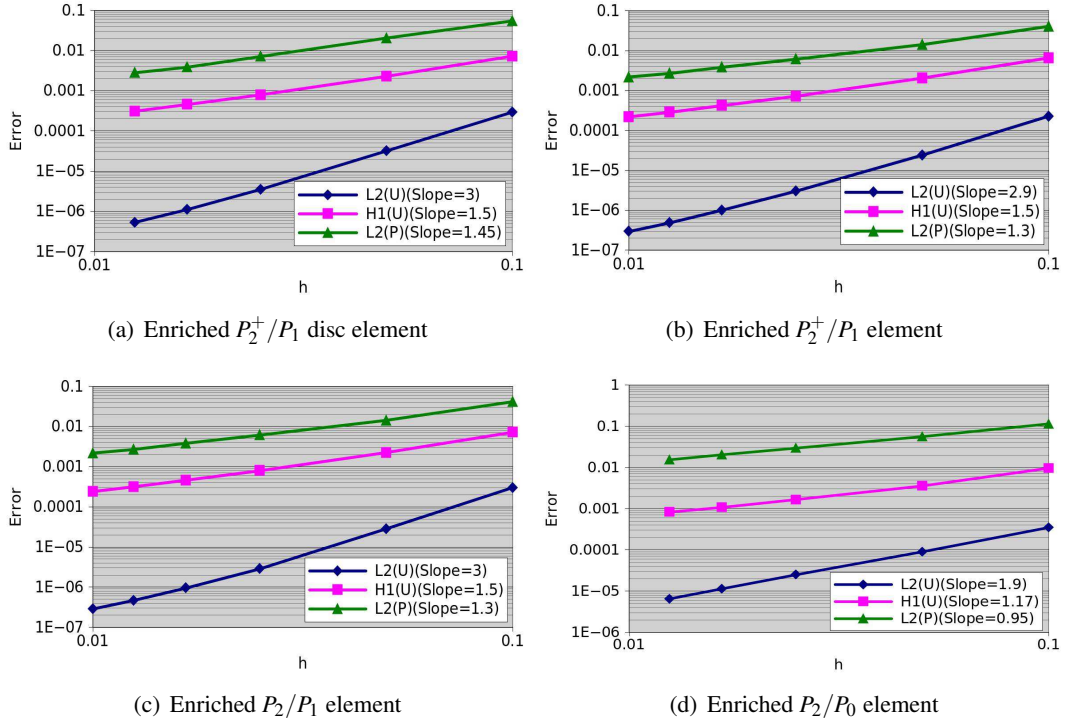 0.1
0.01
0.001
0.0001
1E-05
1E-06
1E-07
Error
0.01
0.1
h
L2(U)(Slope=3)
H1(U)(Slope=1.5)
L2(P)(Slope=1.45)
(a) Enriched P₂⁺/P₁ disc element
0.1
0.01
0.001
0.0001
1E-05
1E-06
1E-07
Error
0.01
0.1
h
L2(U)(Slope=2.9)
H1(U)(Slope=1.5)
L2(P)(Slope=1.3)
(b) Enriched P₂⁺/P₁ element
0.1
0.01
0.001
0.0001
1E-05
1E-06
1E-07
Error
0.01
0.1
h
L2(U)(Slope=3)
H1(U)(Slope=1.5)
L2(P)(Slope=1.3)
(c) Enriched P₂/P₁ element
1
0.1
0.01
0.001
0.0001
1E-05
1E-06
Error
0.01
0.1
h
L2(U)(Slope=1.9)
H1(U)(Slope=1.17)
L2(P)(Slope=0.95)
(d) Enriched P₂/P₀ element